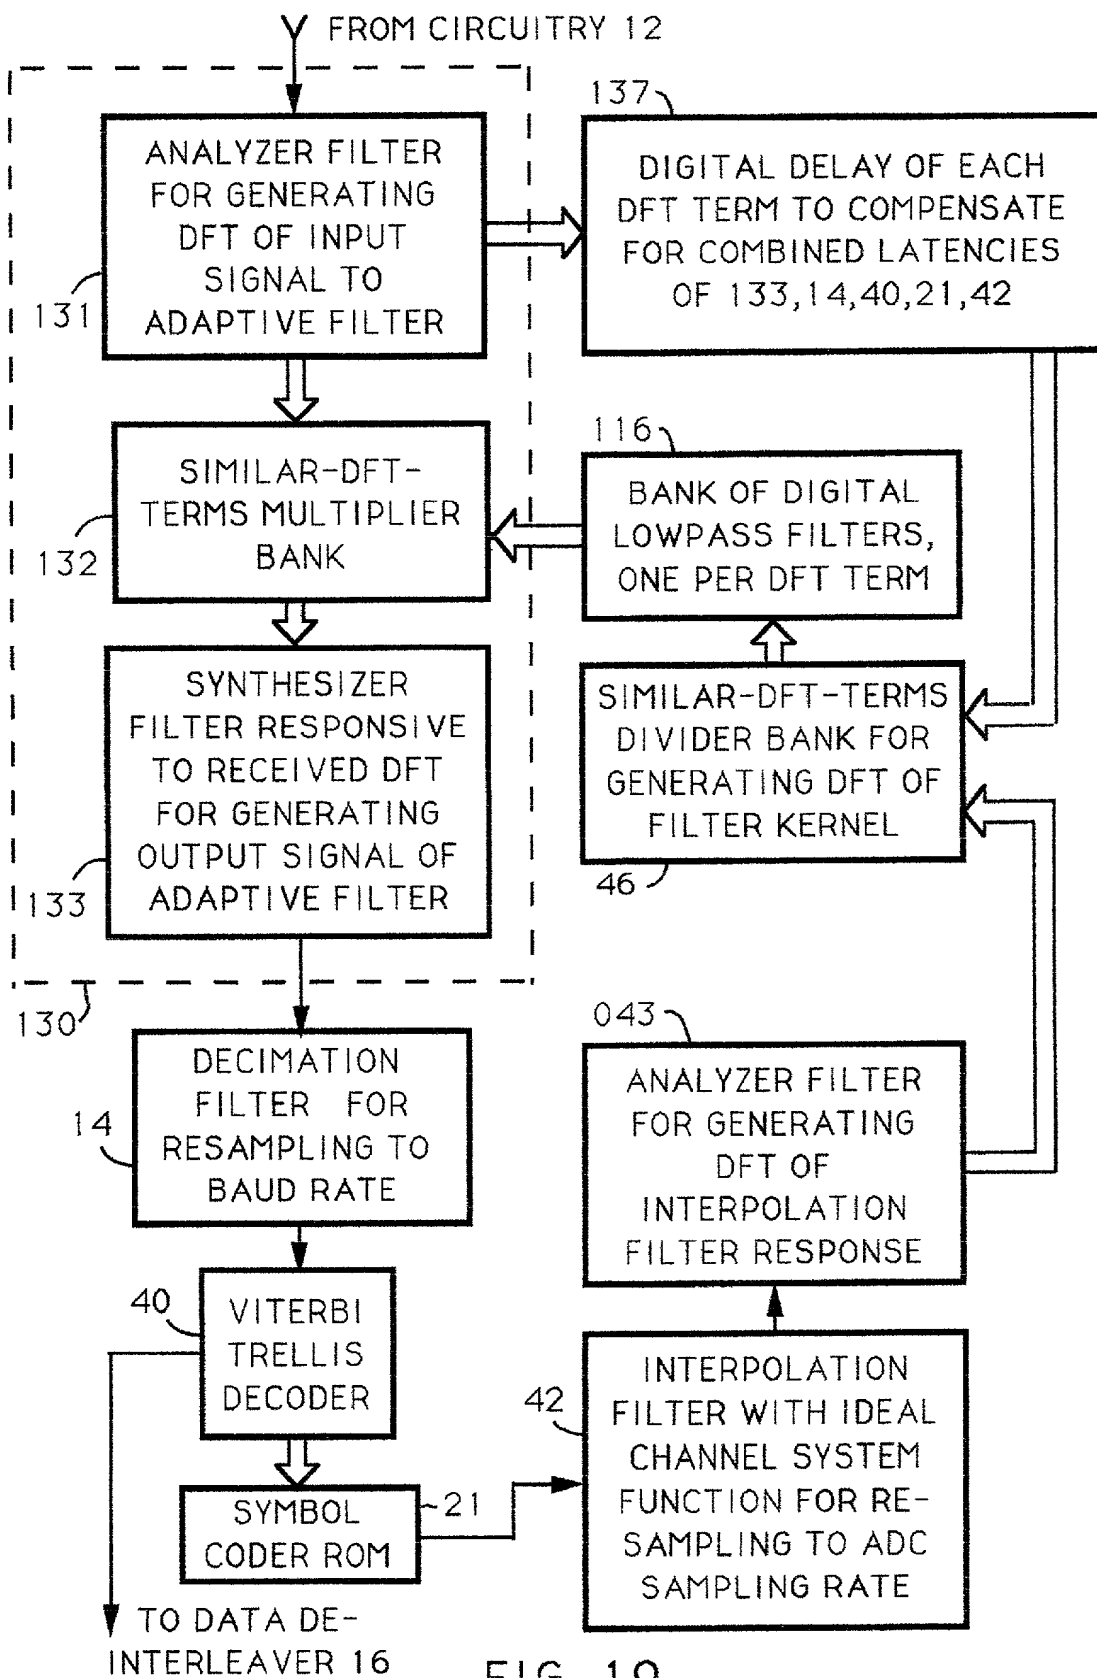 FROM CIRCUITRY 12
ANALYZER FILTER
FOR GENERATING
DFT OF INPUT
SIGNAL TO
ADAPTIVE FILTER
131
137
DIGITAL DELAY OF EACH
DFT TERM TO COMPENSATE
FOR COMBINED LATENCIES
OF 133,14,40,21,42
SIMILAR-DFT-
TERMS MULTIPLIER
BANK
132
116
BANK OF DIGITAL
LOWPASS FILTERS,
ONE PER DFT TERM
SYNTHESIZER
FILTER RESPONSIVE
TO RECEIVED DFT
FOR GENERATING
OUTPUT SIGNAL OF
ADAPTIVE FILTER
133
SIMILAR-DFT-TERMS
DIVIDER BANK FOR
GENERATING DFT OF
FILTER KERNEL
46
130
DECIMATION
FILTER FOR
RESAMPLING TO
BAUD RATE
14
043
ANALYZER FILTER
FOR GENERATING
DFT OF
INTERPOLATION
FILTER RESPONSE
40
VITERBI
TRELLIS
DECODER
42
INTERPOLATION
FILTER WITH IDEAL
CHANNEL SYSTEM
FUNCTION FOR RE-
SAMPLING TO ADC
SAMPLING RATE
SYMBOL
CODER ROM
21
TO DATA DE-
INTERLEAVER 16